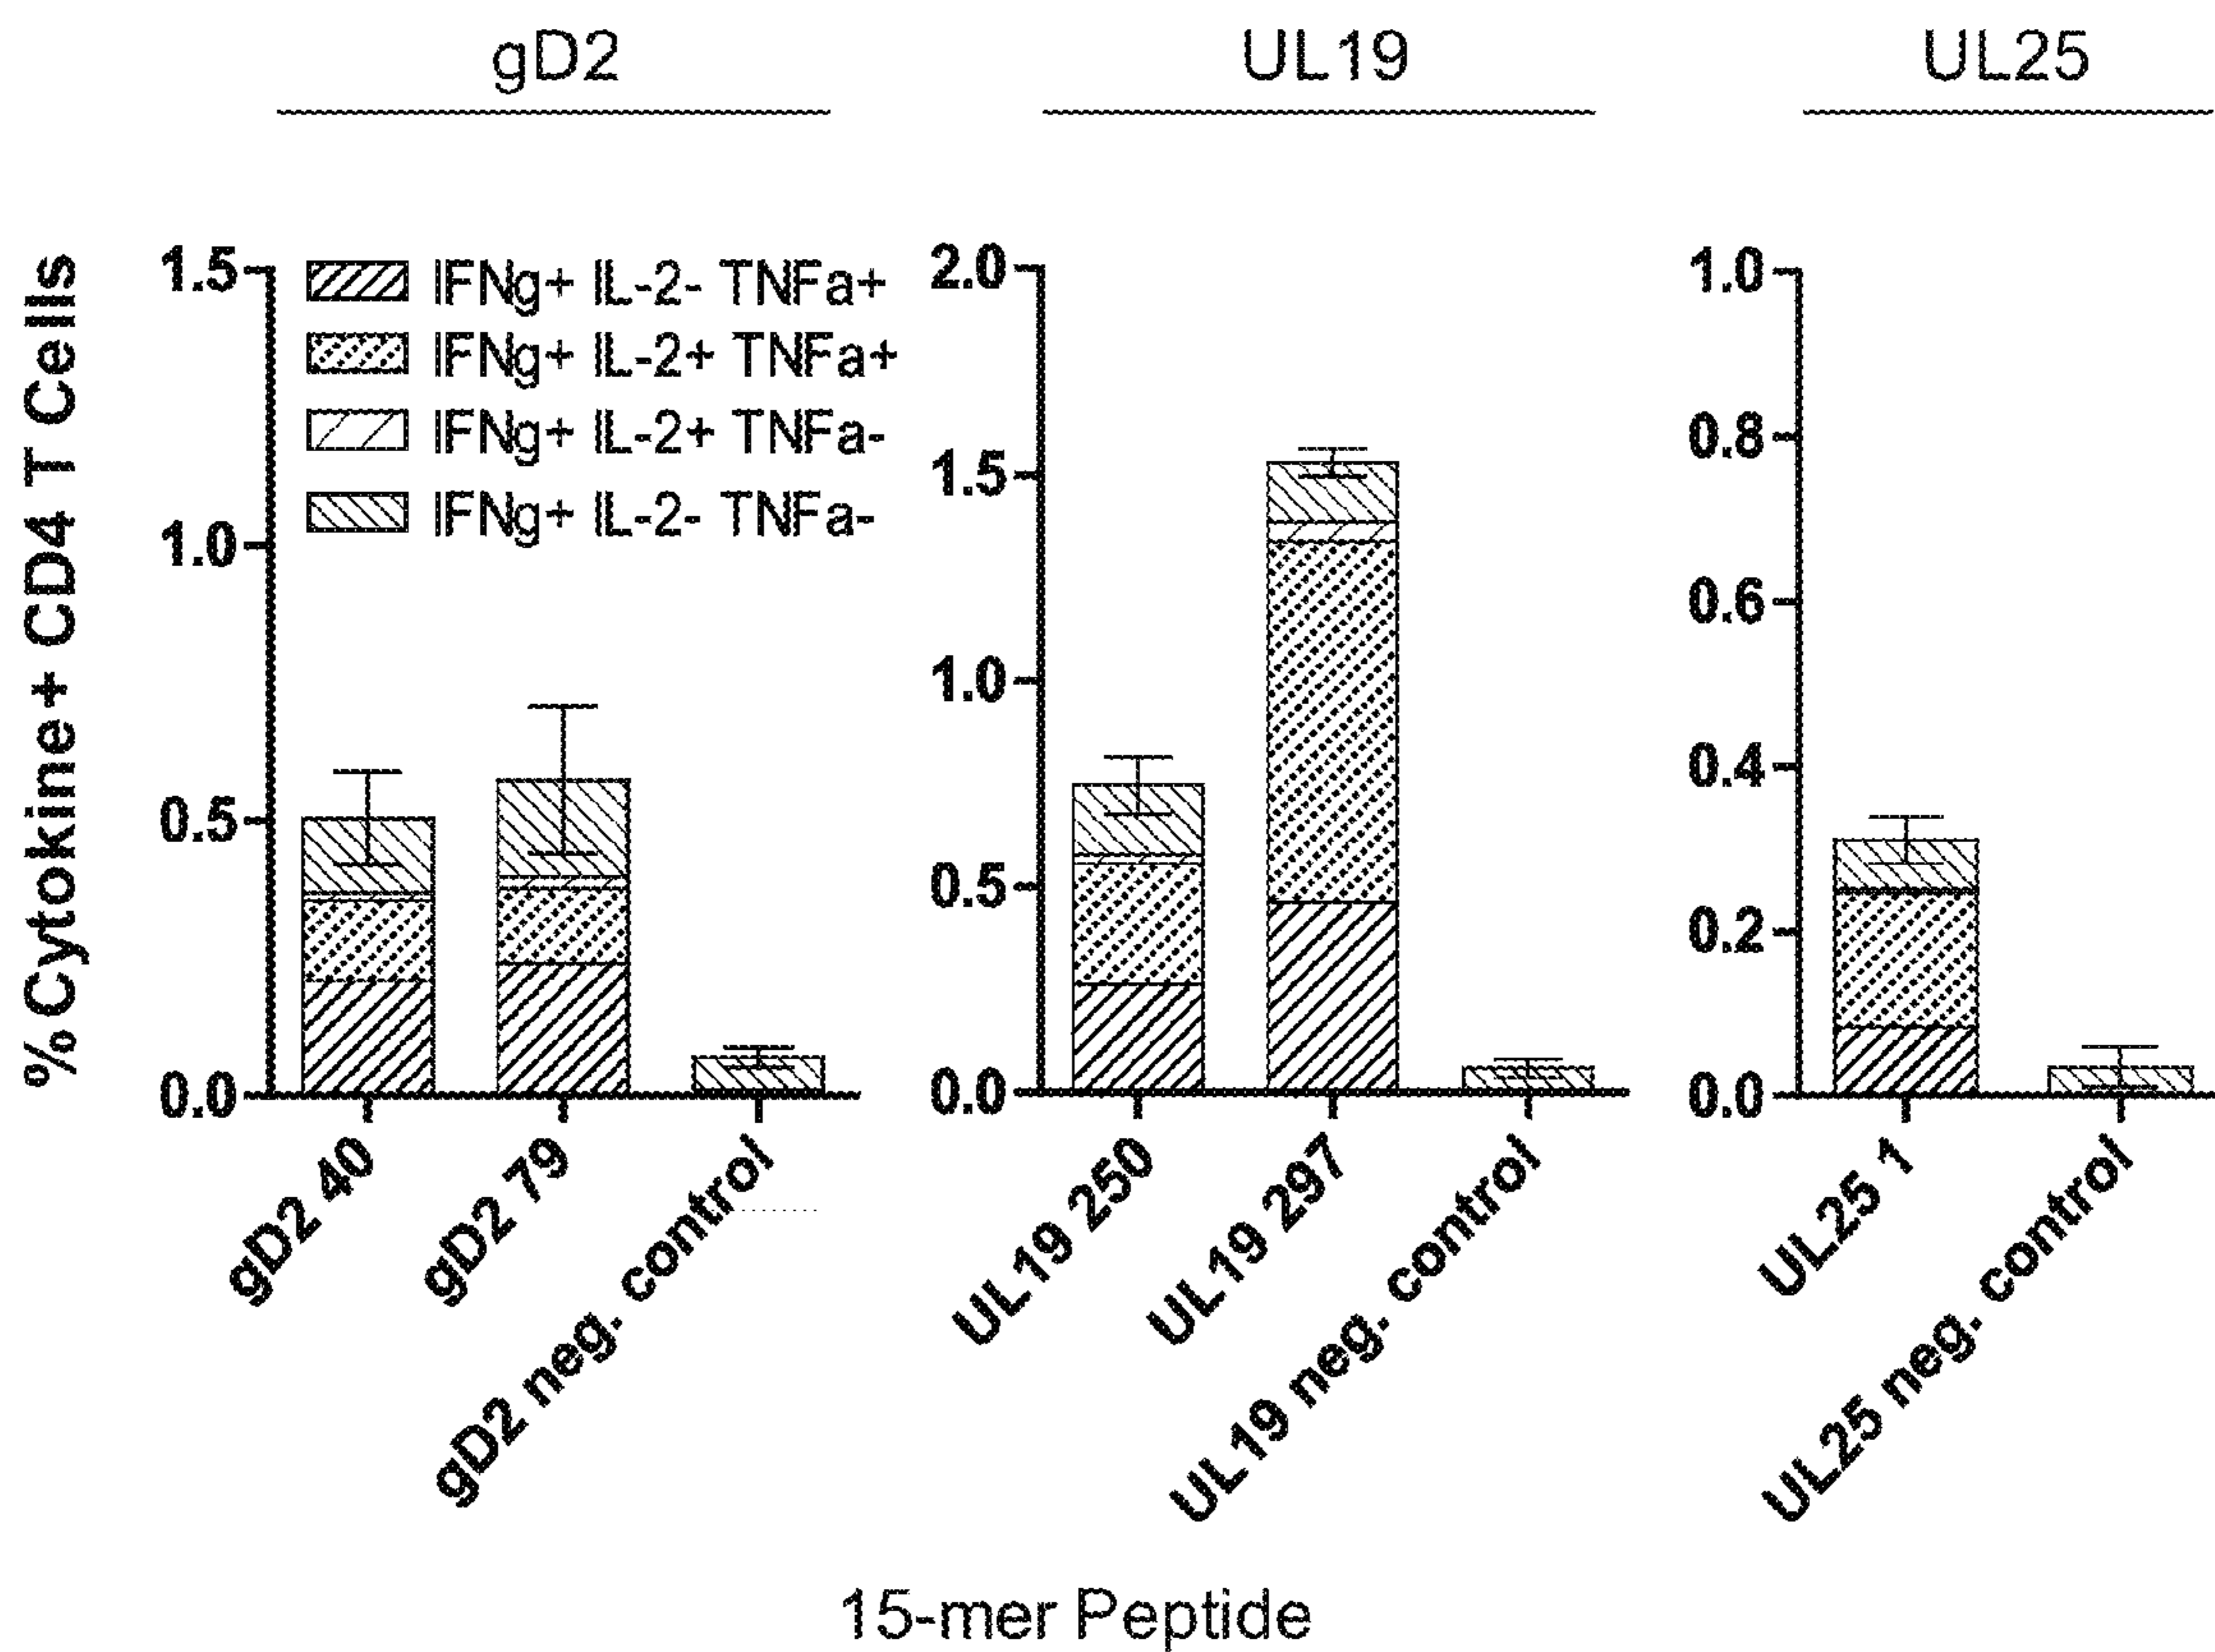 gD2
UL19
UL25
%Cytokine+ CD4 T Cells
1.5
1.0
0.5
0.0
IFNg+ IL-2- TNFa+
IFNg+ IL-2+ TNFa+
IFNg+ IL-2+ TNFa-
IFNg+ IL-2- TNFa-
gD2 40
gD2 79
gD2 neg. control
2.0
1.5
1.0
0.5
0.0
UL19 250
UL19 297
UL19 neg. control
1.0
0.8
0.6
0.4
0.2
0.0
UL25 1
UL25 neg. control
15-mer Peptide